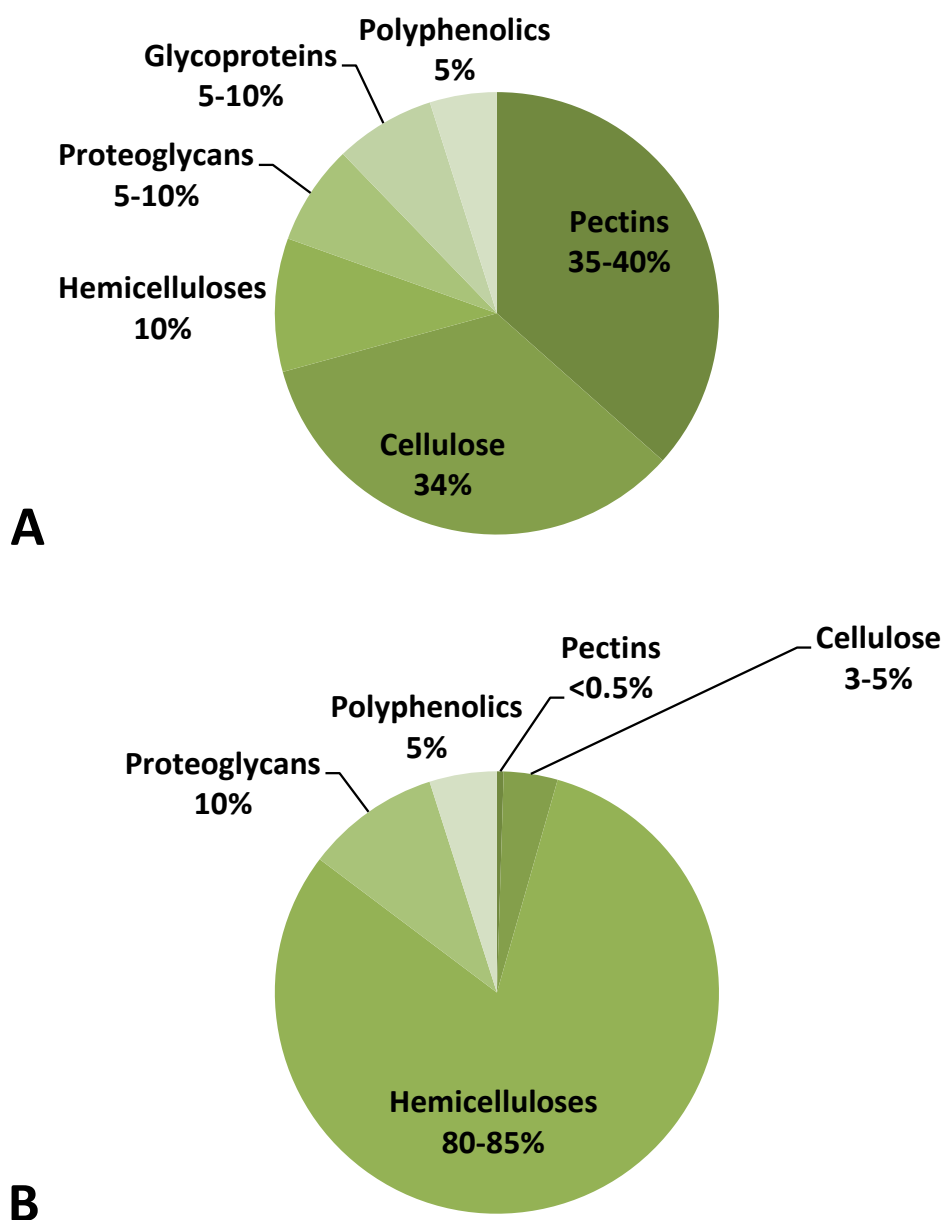 Polyphenolics
5%
Glycoproteins
5-10%
Proteoglycans
5-10%
Pectins
35-40%
Hemicelluloses
10%
Cellulose
34%
A
Cellulose
3-5%
Pectins
<0.5%
Polyphenolics
5%
Proteoglycans
10%
Hemicelluloses
80-85%
B